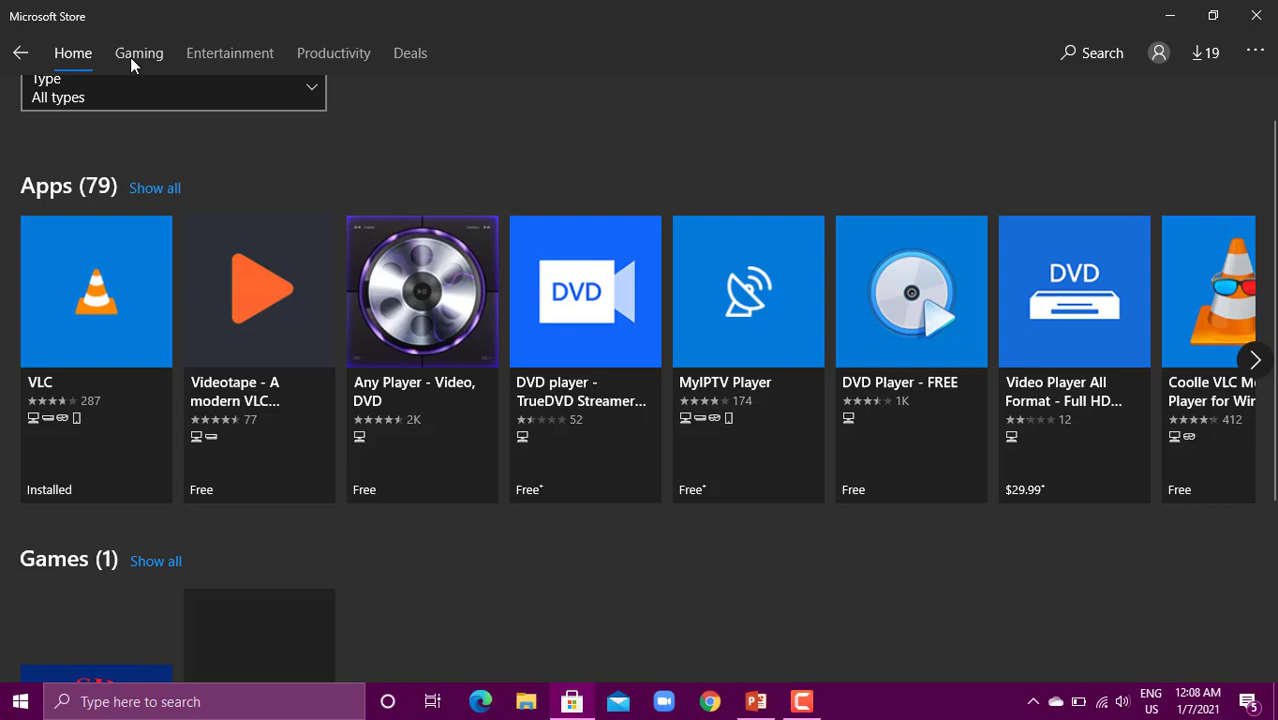 Microsoft Store
Home Gaming Entertainment Productivity Deals Search 19
Type
All types
Apps (79) Show all
DVD
DVD
VLC
287
Installed
Videotape - A
modern VLC...
77
Free
Any Player - Video,
DVD
2K
Free
DVD player -
TrueDVD Streamer...
52
Free*
MyIPTV Player
174
Free*
DVD Player - FREE
1K
Free
Video Player All
Format - Full HD...
12
$29.99*
Coolle VLC Me
Player for Wir
412
Free
Games (1) Show all
Type here to search
ENG
US
12:08 AM
1/7/2021
5